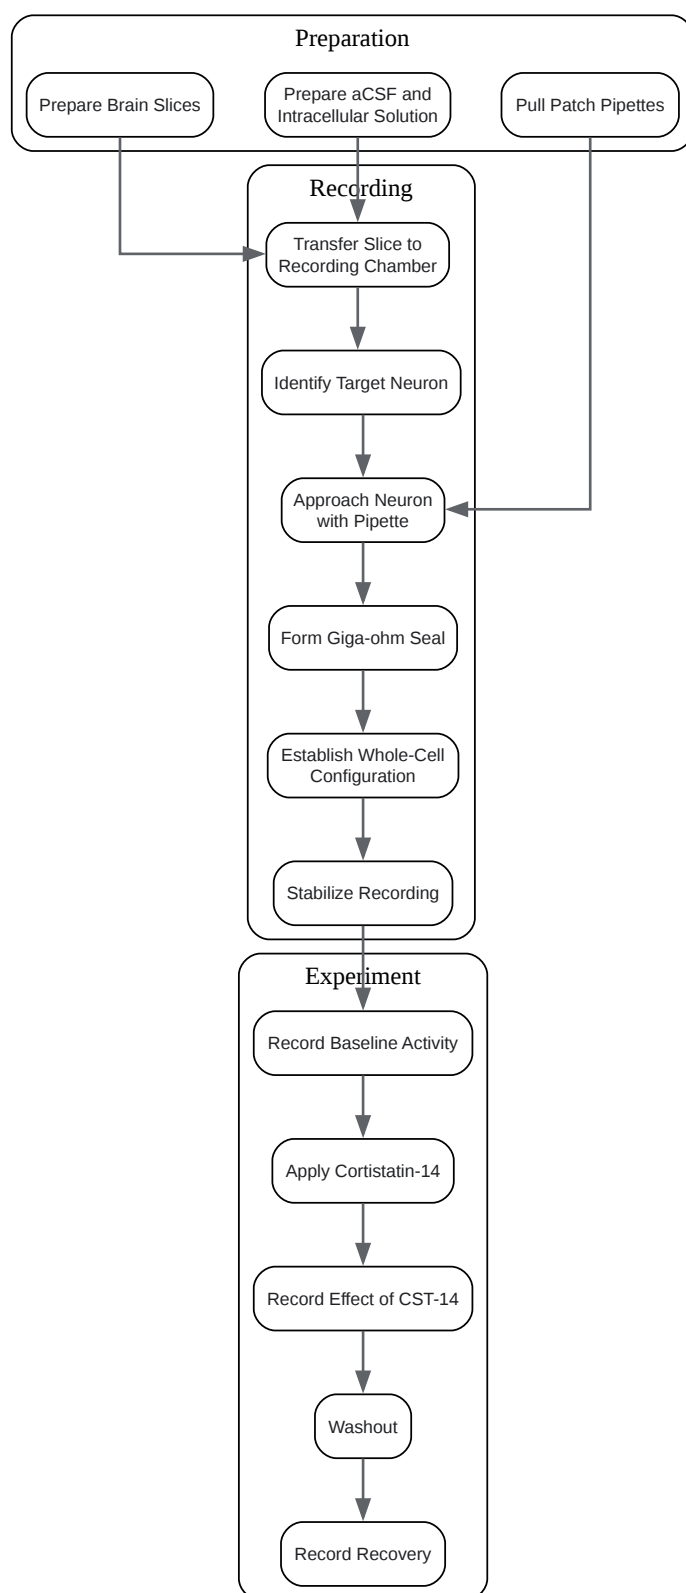 Preparation
Prepare Brain Slices
Prepare aCSF and
Intracellular Solution
Pull Patch Pipettes
Recording
Transfer Slice to
Recording Chamber
Identify Target Neuron
Approach Neuron
with Pipette
Form Giga-ohm Seal
Establish Whole-Cell
Configuration
Stabilize Recording
Experiment
Record Baseline Activity
Apply Cortistatin-14
Record Effect of CST-14
Washout
Record Recovery